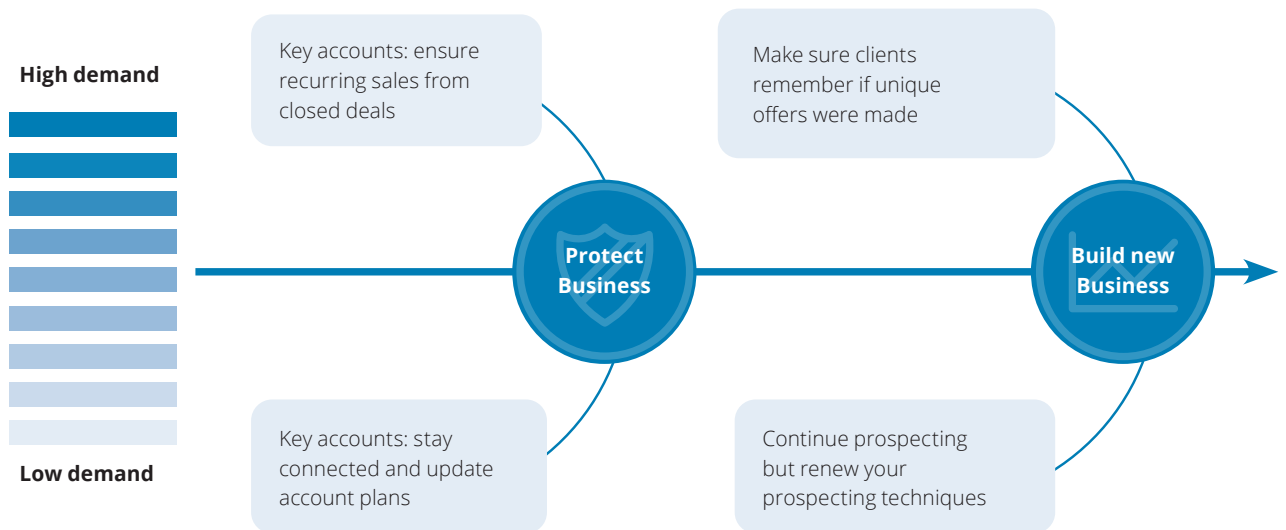 High demand
Low demand
Key accounts: ensure
recurring sales from
closed deals
Protect
Business
Key accounts: stay
connected and update
account plans
Make sure clients
remember if unique
offers were made
Build new
Business
Continue prospecting
but renew your
prospecting techniques